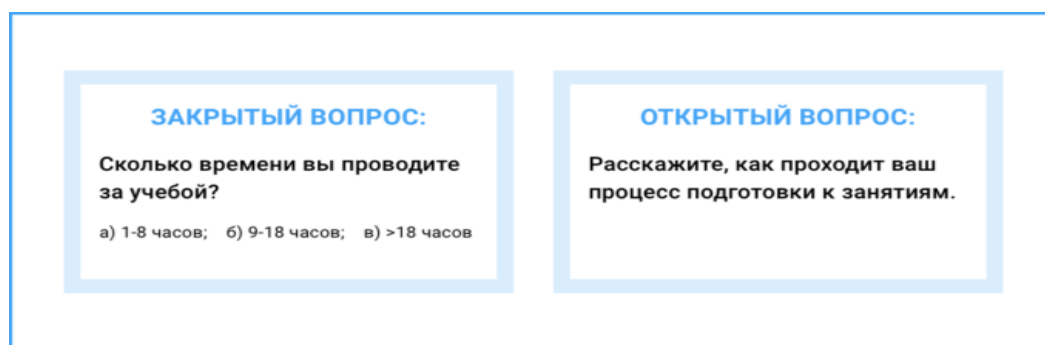 ЗАКРЫТЫЙ ВОПРОС:
Сколько времени вы проводите
за учебой?
а) 1-8 часов; б) 9-18 часов; в) >18 часов
ОТКРЫТЫЙ ВОПРОС:
Расскажите, как проходит ваш
процесс подготовки к занятиям.